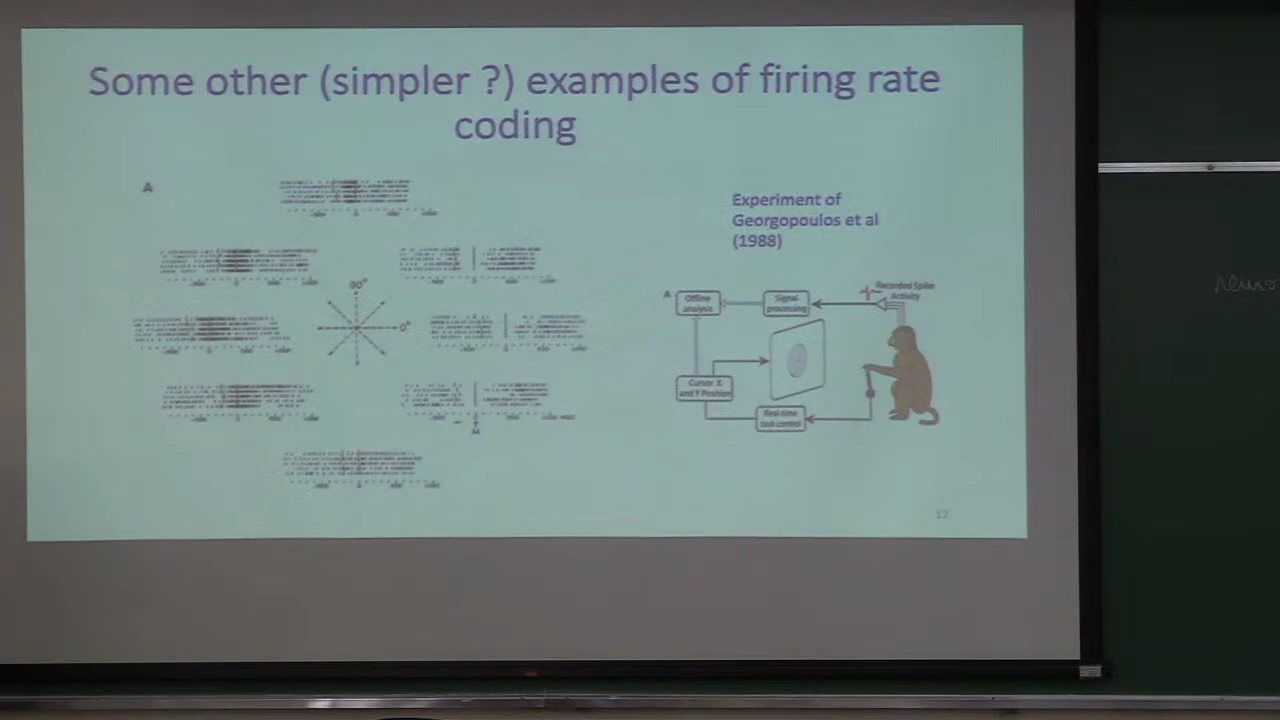 Some other (simpler ?) examples of firing rate
coding
A
Experiment of
Georgopoulos et al
(1988)
90°
0°
A
Offline
analysis
Signal
processing
Recorded Spike
Activity
Cursor X
and Y Position
Real-time
task control
M
17